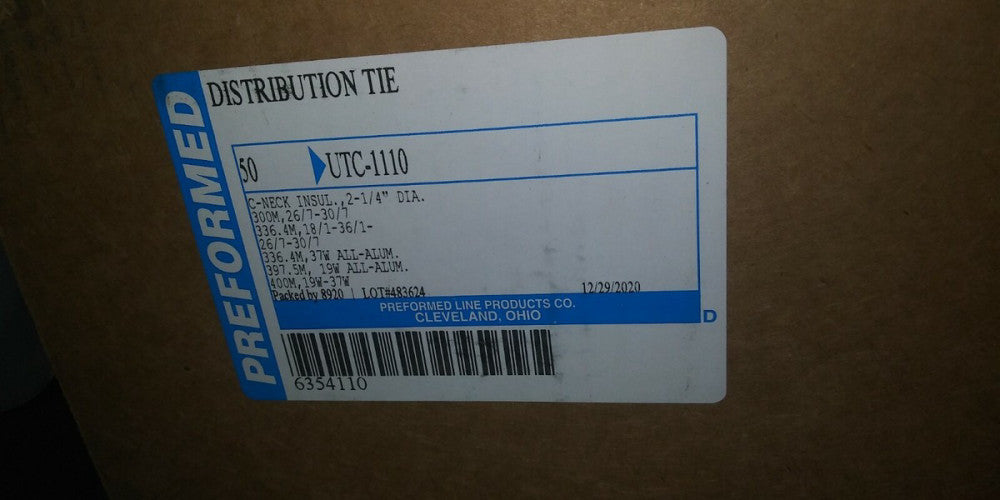 PREFORMED
DISTRIBUTION TIE
50 UTC-1110
C-NECK INSUL.,2-1/4" DIA.
300M,26/7-30/7
336.4M,18/1-36/1-
26/7-30/7
336.4M,37W ALL-ALUM.
397.5M, 19W ALL-ALUM.
400M,19W-37W
Packed by 8920 | LOT#483624 12/29/2020
PREFORMED LINE PRODUCTS CO.
CLEVELAND, OHIO
D
6354110